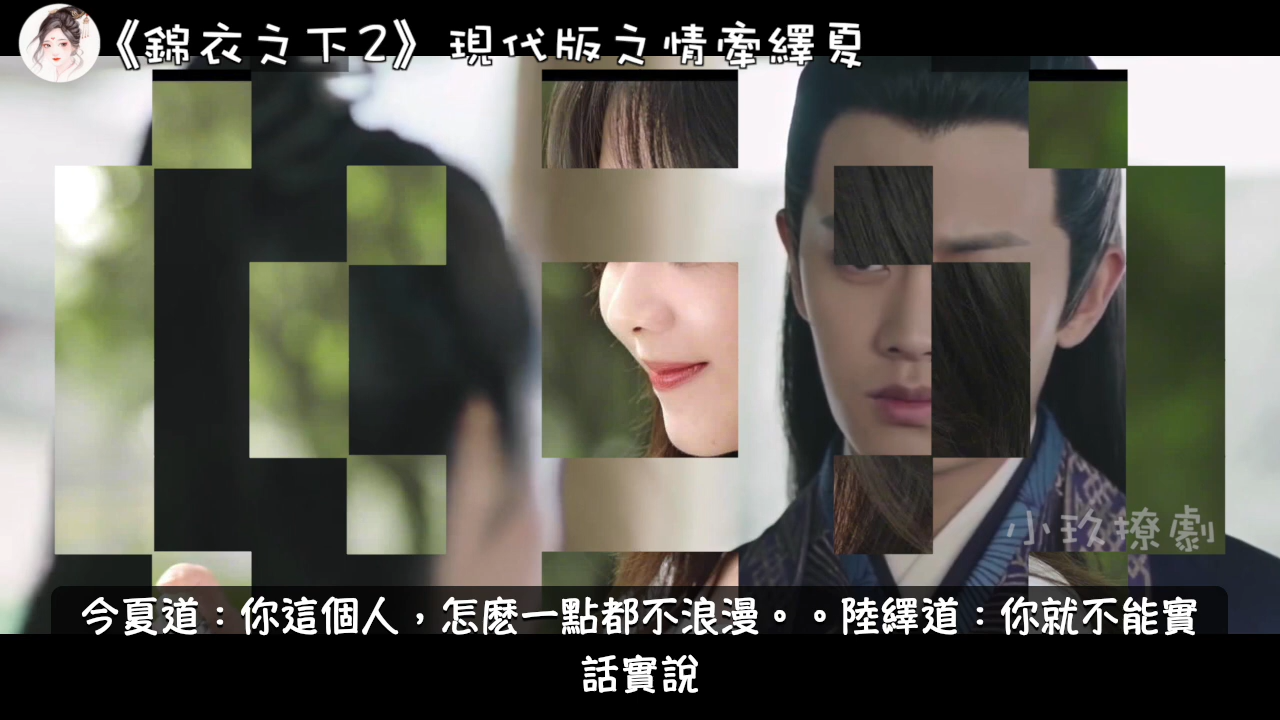 《錦衣之下2》現代版之情牽繹夏
小玖撩劇
今夏道：你這個人，怎麼一點都不浪漫。。陸繹道：你就不能實
話實說